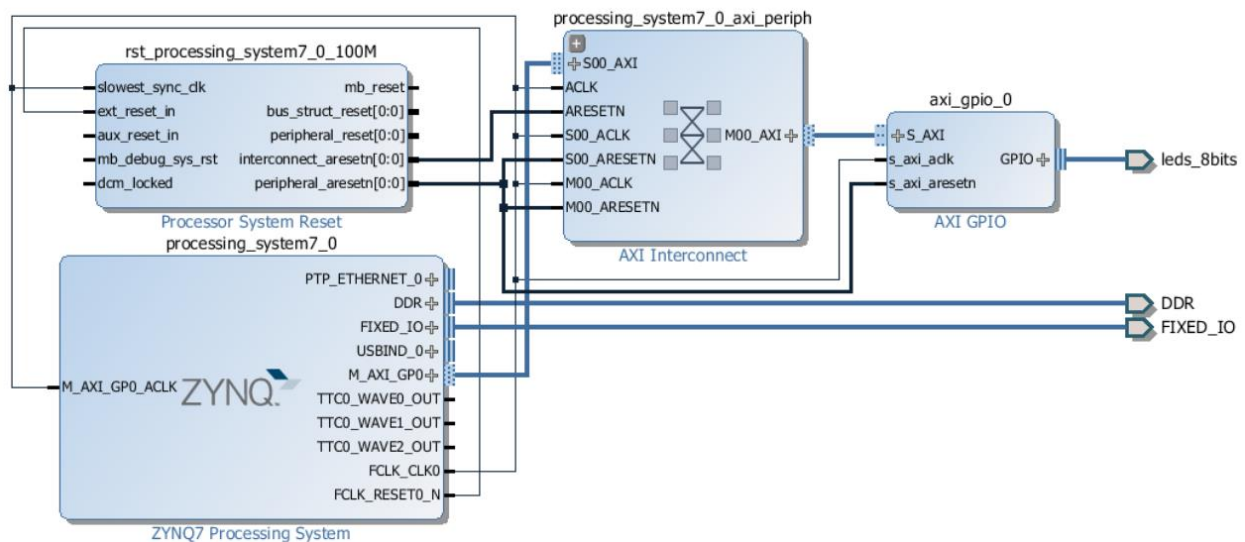 rst_processing_system7_0_100M
slowest_sync_clk
ext_reset_in
aux_reset_in
mb_debug_sys_rst
dcm_locked
mb_reset
bus_struct_reset[0:0]
peripheral_reset[0:0]
interconnect_aresetn[0:0]
peripheral_aresetn[0:0]
Processor System Reset
processing_system7_0
M_AXI_GP0_ACLK
ZYNQ
PTP_ETHERNET_0
DDR
FIXED_IO
USBIND_0
M_AXI_GP0
TTC0_WAVE0_OUT
TTC0_WAVE1_OUT
TTC0_WAVE2_OUT
FCLK_CLK0
FCLK_RESET0_N
ZYNQ7 Processing System
processing_system7_0_axi_periph
S00_AXI
ACLK
ARESETN
S00_ACLK
S00_ARESETN
M00_ACLK
M00_ARESETN
M00_AXI
AXI Interconnect
axi_gpio_0
S_AXI
s_axi_aclk
s_axi_aresetn
GPIO
AXI GPIO
leds_8bits
DDR
FIXED_IO